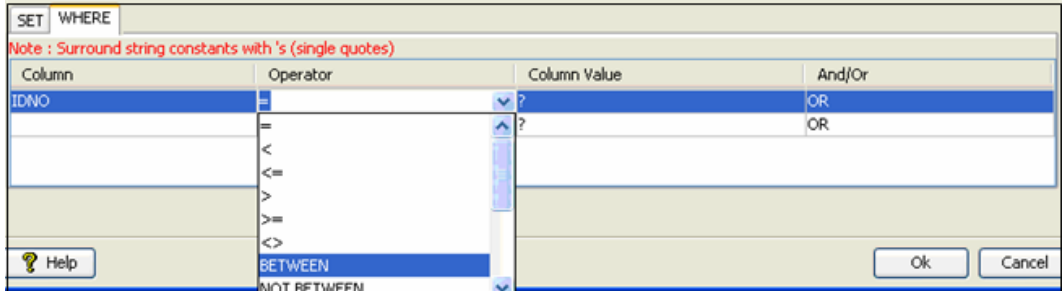 SET WHERE
Note : Surround string constants with 's (single quotes)
Column Operator Column Value And/Or
IDNO = ? OR
= ? OR
<
<=
>
>=
<>
Help BETWEEN Ok Cancel
NOT BETWEEN